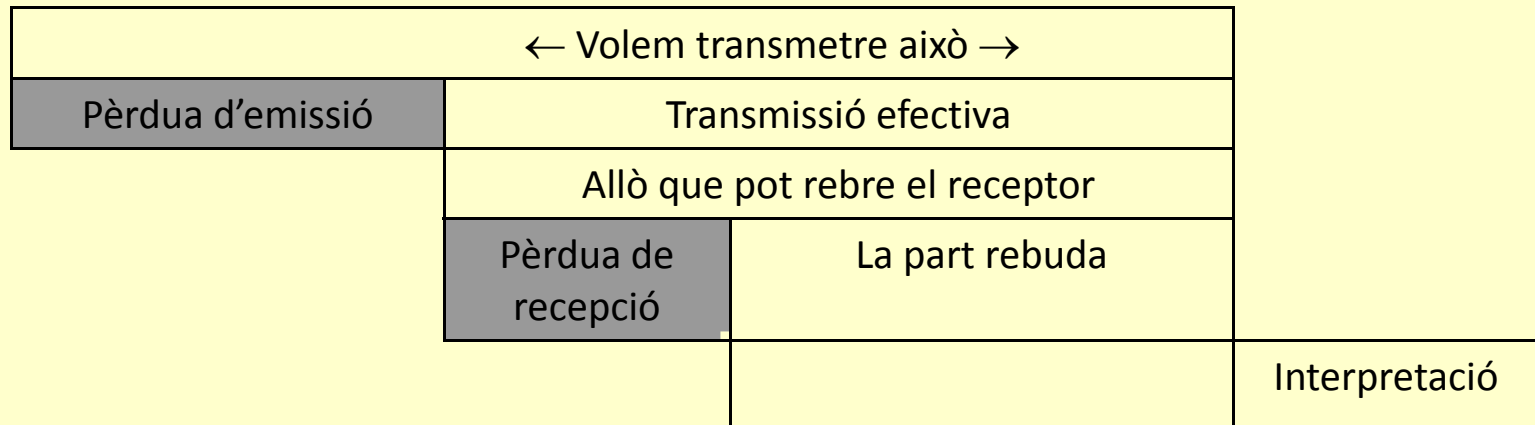 ← Volem transmetre això →
Pèrdua d’emissió
Transmissió efectiva
Allò que pot rebre el receptor
Pèrdua de
recepció
La part rebuda
Interpretació